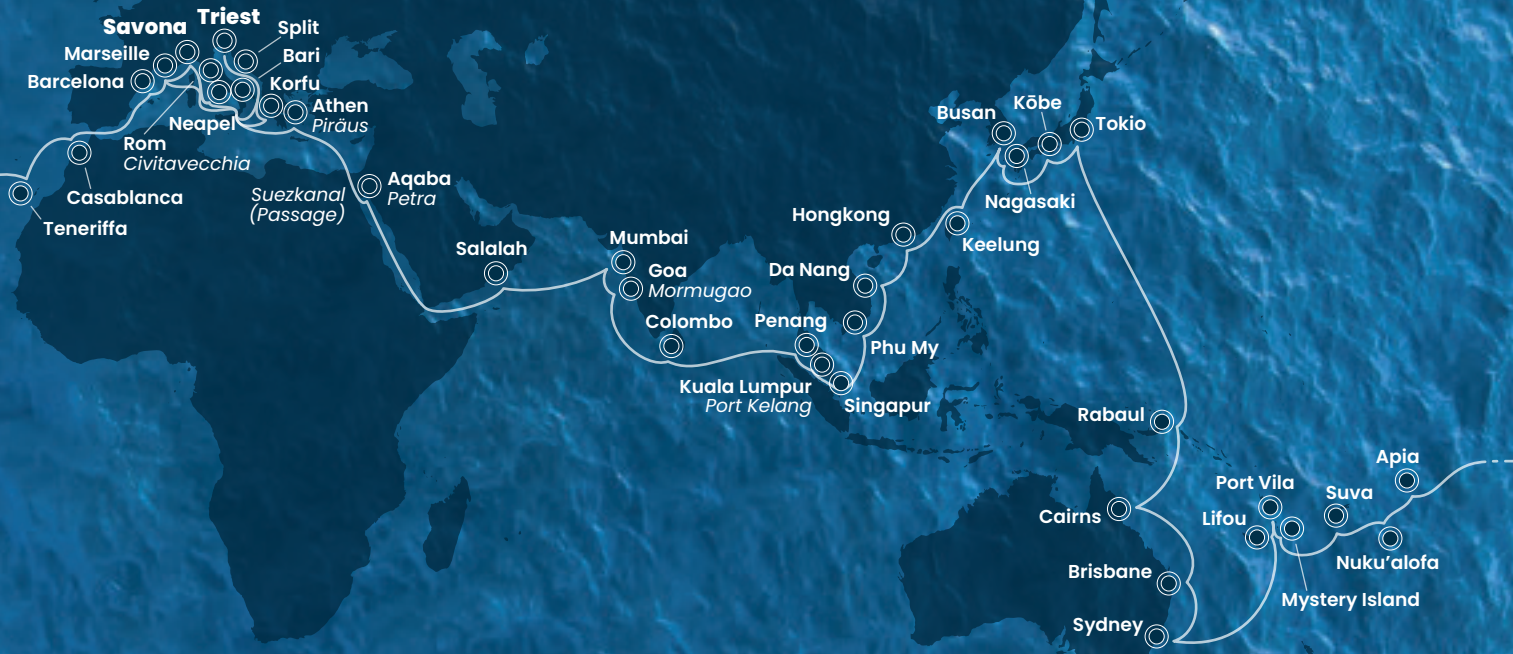 Savona
Triest
Split
Marseille
Bari
Barcelona
Korfu
Athen
Piräus
Neapel
Rom
Civitavecchia
Casablanca
Teneriffa
Suezkanal
(Passage)
Aqaba
Petra
Salalah
Mumbai
Goa
Mormugao
Colombo
Penang
Kuala Lumpur
Port Kelang
Singapur
Phu My
Da Nang
Hongkong
Keelung
Busan
Kōbe
Tokio
Nagasaki
Rabaul
Cairns
Brisbane
Sydney
Lifou
Port Vila
Mystery Island
Suva
Nuku’alofa
Apia